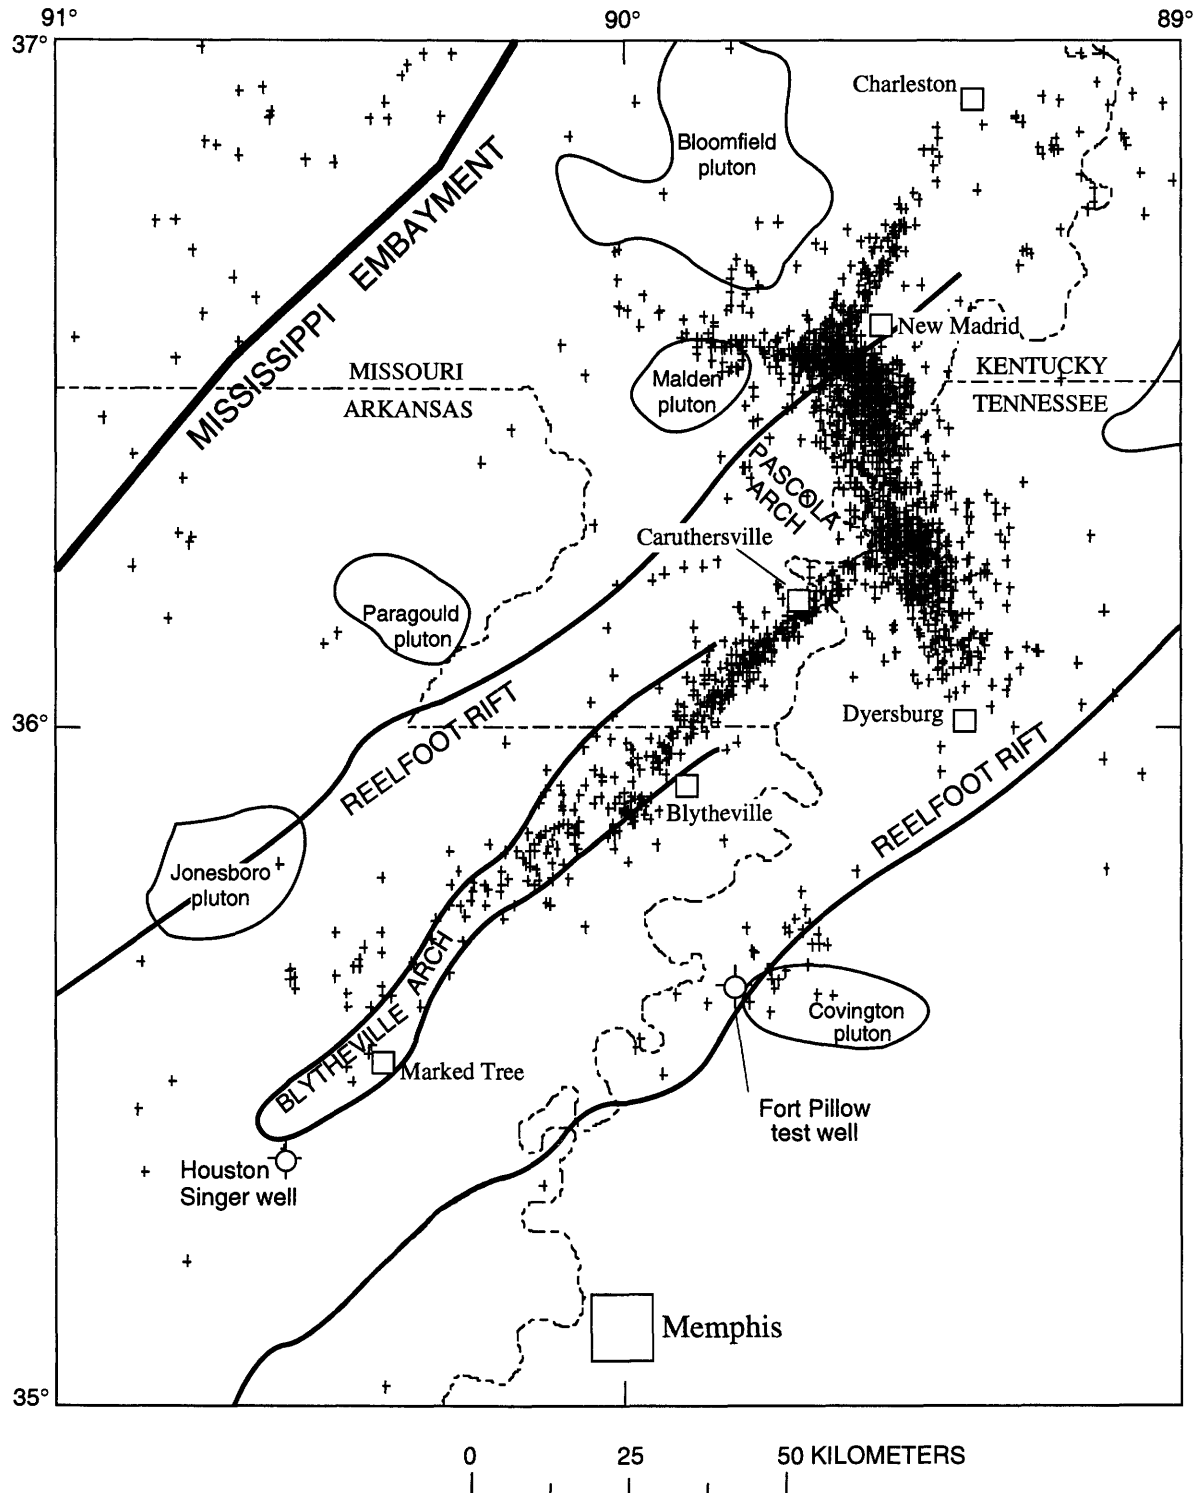 91°
90°
89°
37°
Charleston
Bloomfield
pluton
MISSISSIPPI EMBAYMENT
New Madrid
MISSOURI
ARKANSAS
KENTUCKY
TENNESSEE
Malden
pluton
PASCOLA
ARCH
Caruthersville
Paragould
pluton
REELFOOT RIFT
36°
Dyersburg
REELFOOT RIFT
Blytheville
Jonesboro
pluton
BLYTHEVILLE ARCH
Covington
pluton
Marked Tree
Fort Pillow
test well
Houston
Singer well
Memphis
35°
0 25 50 KILOMETERS